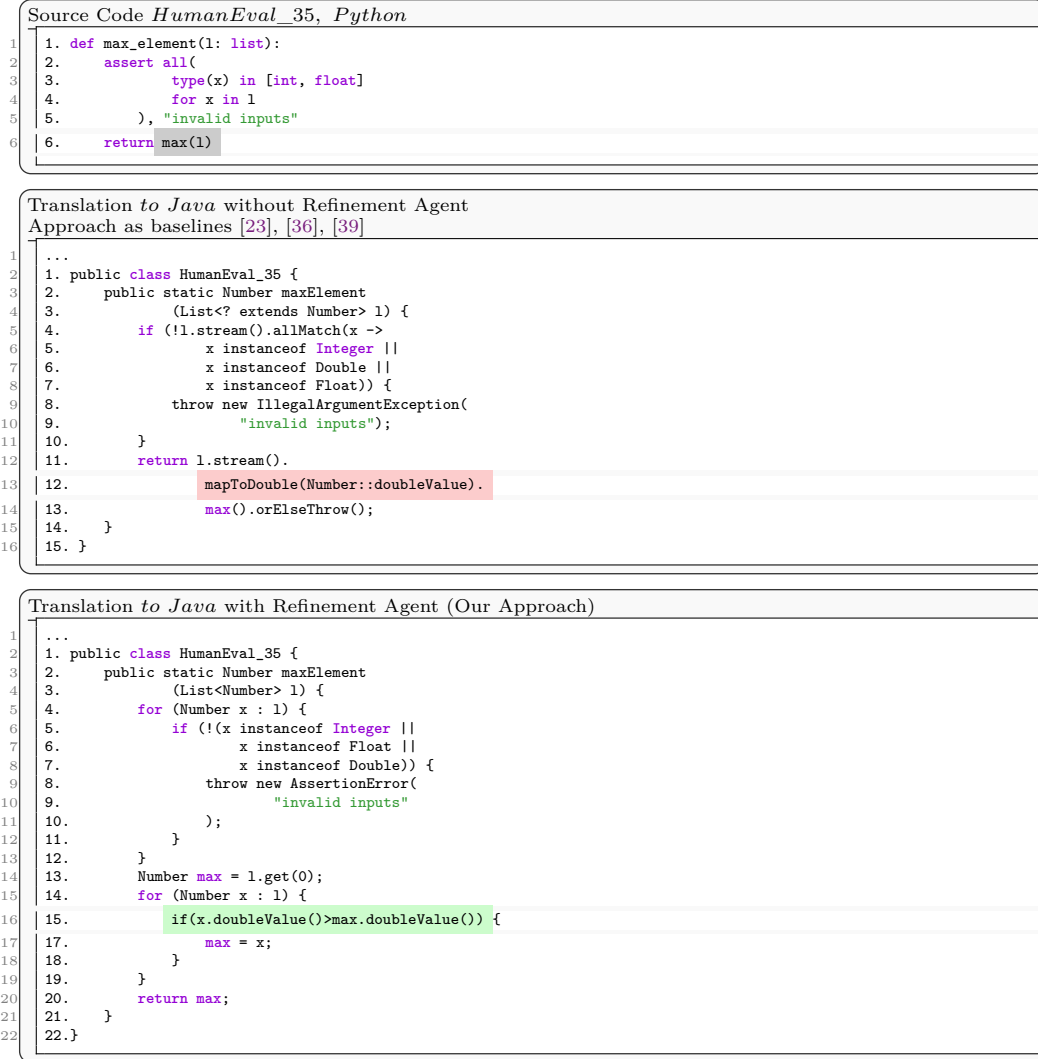 Source Code HumanEval_35, Python
1 1. def max_element(l: list):
2 2.     assert all(
3 3.             type(x) in [int, float]
4 4.             for x in l
5 5.         ), "invalid inputs"
6 6.     return max(l)
Translation to Java without Refinement Agent
Approach as baselines [23], [36], [39]
1 ...
2 1. public class HumanEval_35 {
3 2.     public static Number maxElement
4 3.             (List<? extends Number> l) {
5 4.         if (!l.stream().allMatch(x ->
6 5.                 x instanceof Integer ||
7 6.                 x instanceof Double ||
8 7.                 x instanceof Float)) {
9 8.             throw new IllegalArgumentException(
10 9.                     "invalid inputs");
11 10.         }
12 11.         return l.stream().
13 12.                 mapToDouble(Number::doubleValue).
14 13.                 max().orElseThrow();
15 14.     }
16 15. }
Translation to Java with Refinement Agent (Our Approach)
1 ...
2 1. public class HumanEval_35 {
3 2.     public static Number maxElement
4 3.             (List<Number> l) {
5 4.         for (Number x : l) {
6 5.             if (!(x instanceof Integer ||
7 6.                     x instanceof Float ||
8 7.                     x instanceof Double)) {
9 8.                 throw new AssertionError(
10 9.                         "invalid inputs"
11 10.                 );
12 11.             }
13 12.         }
14 13.         Number max = l.get(0);
15 14.         for (Number x : l) {
16 15.             if(x.doubleValue()>max.doubleValue()) {
17 17.                 max = x;
18 18.             }
19 19.         }
20 20.         return max;
21 21.     }
22 22.}